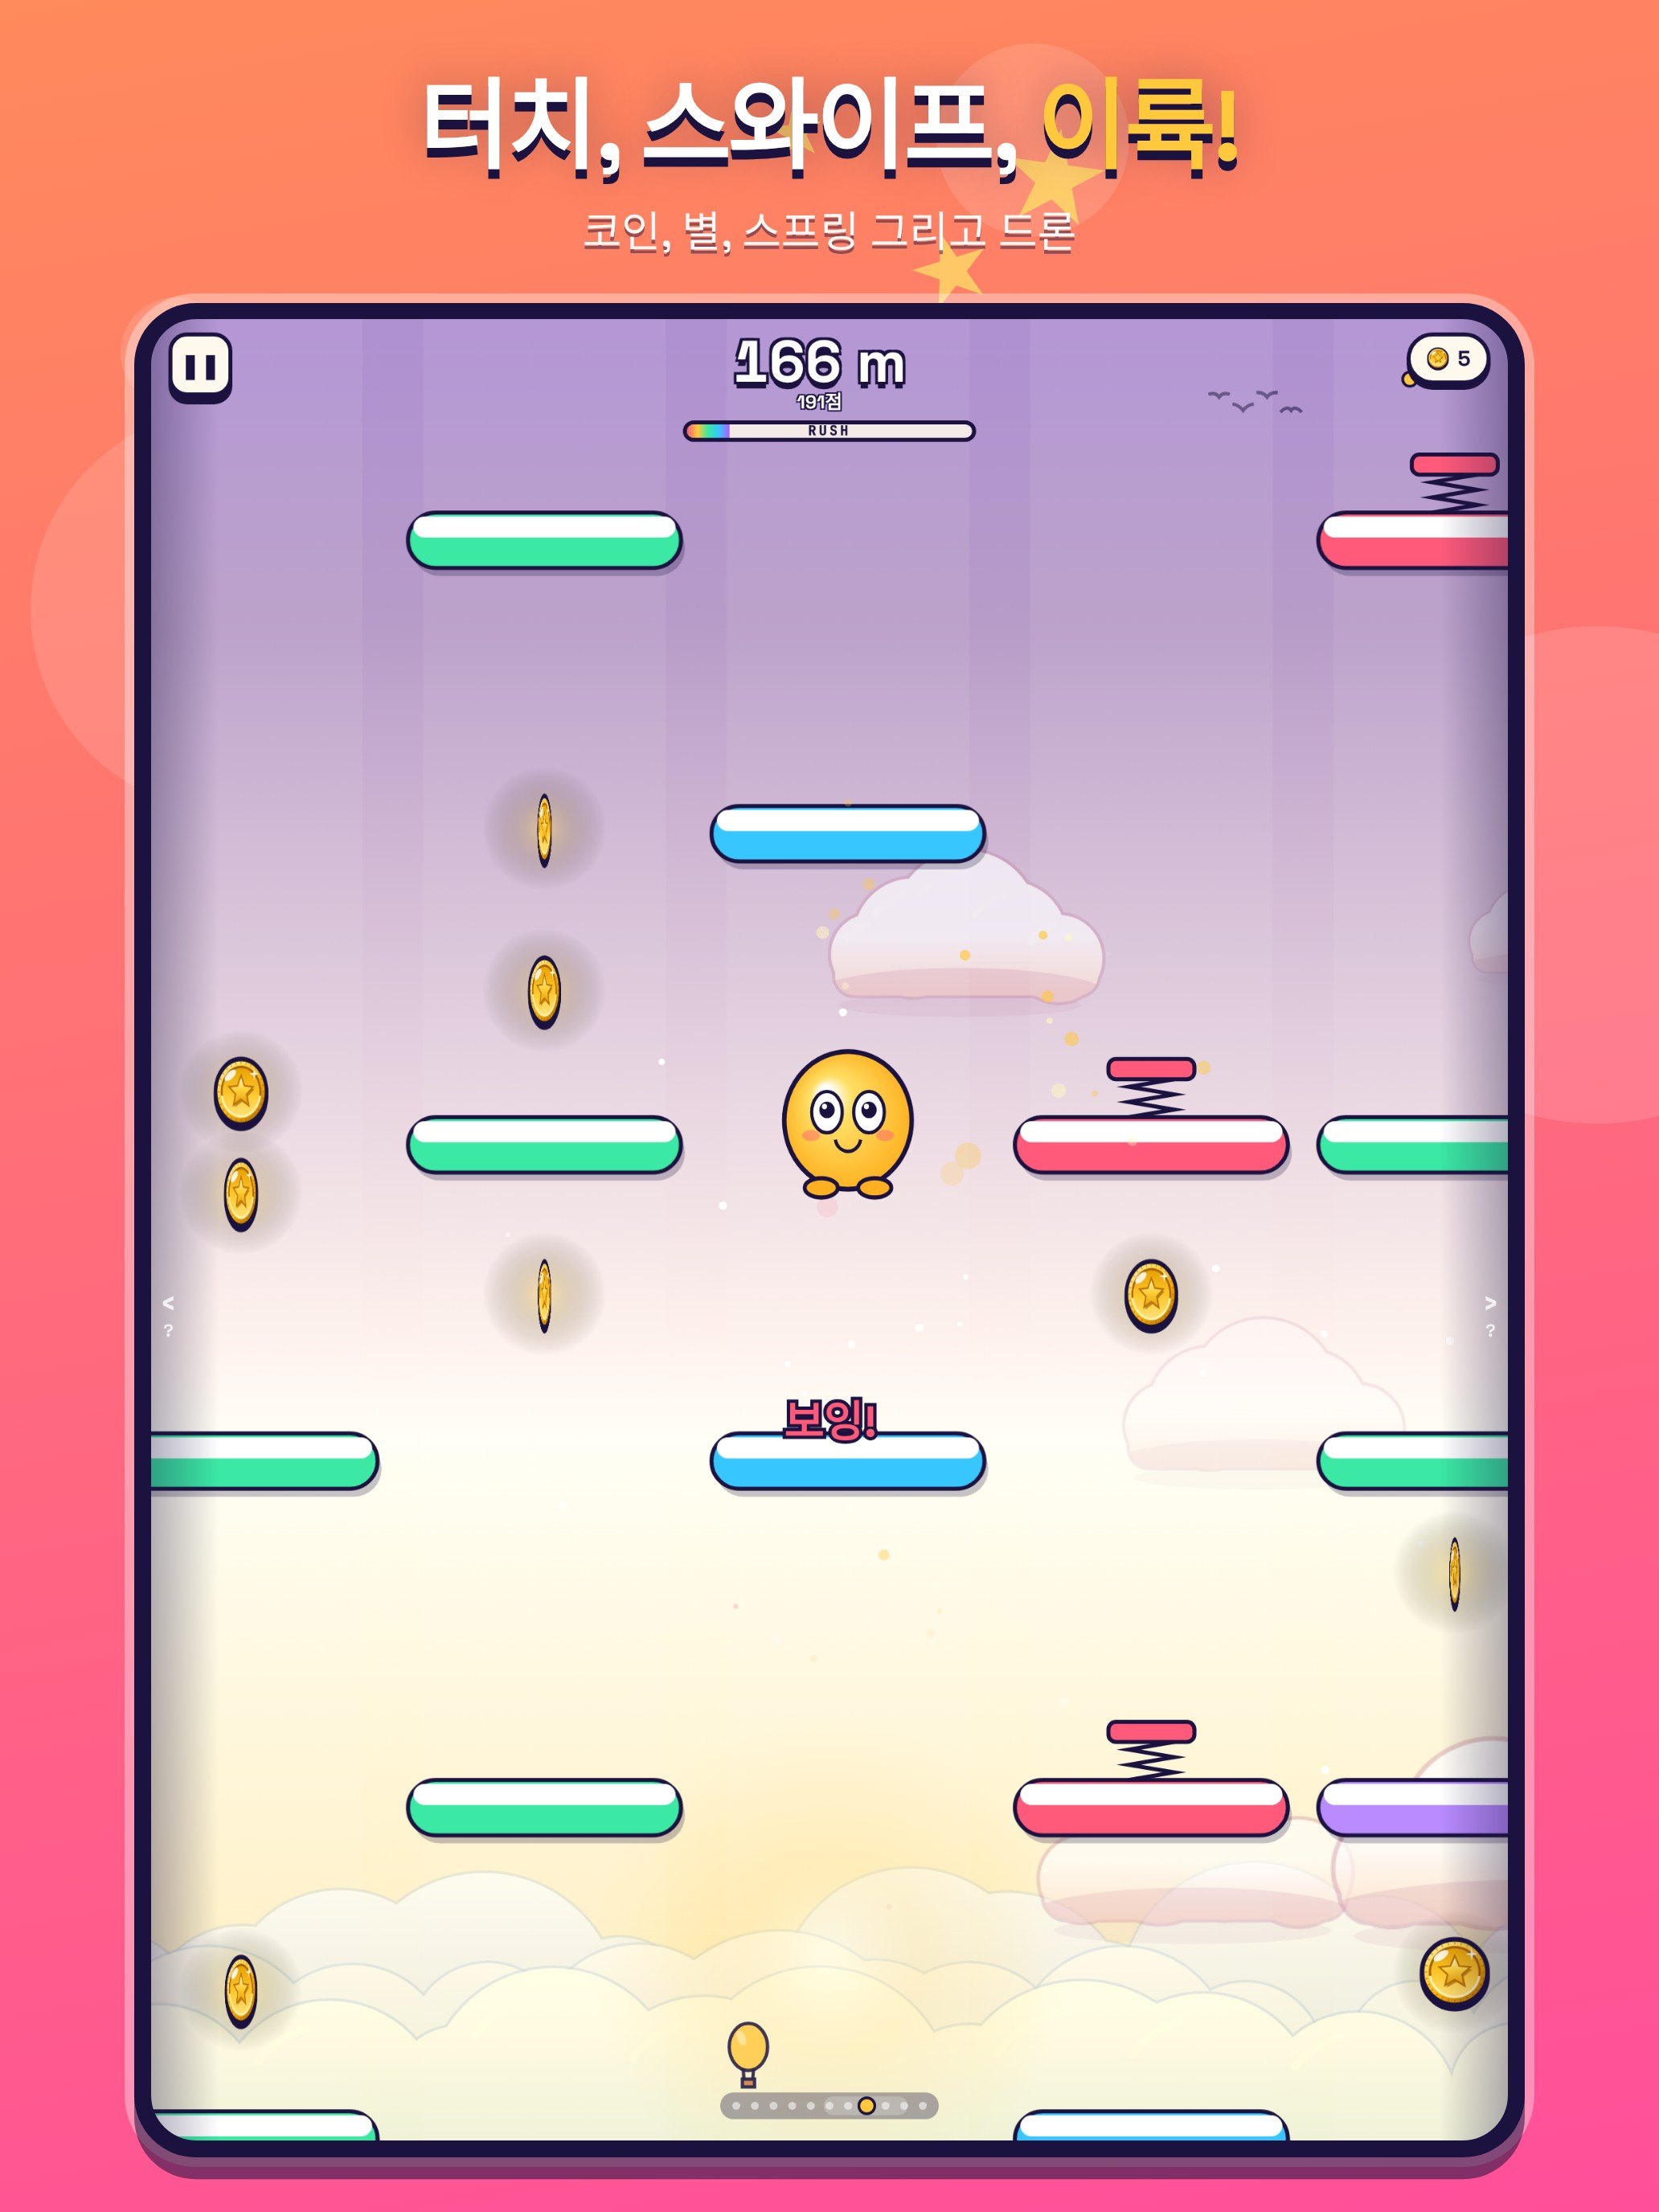 터치, 스와이프, 이륙!
코인, 별, 스프링 그리고 드론
166 m
5
191점
RUSH
< >
? ?
보잉!